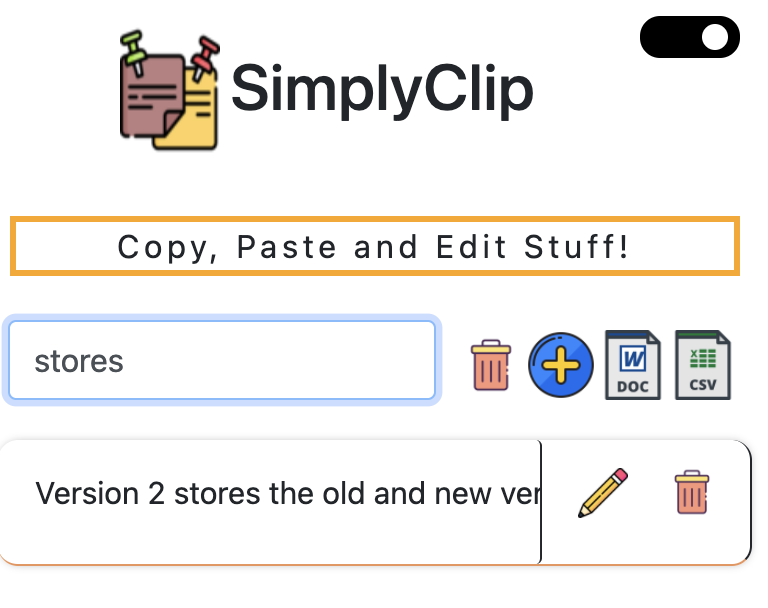 SimplyClip
Copy, Paste and Edit Stuff!
stores
W
DOC
X
CSV
Version 2 stores the old and new ver